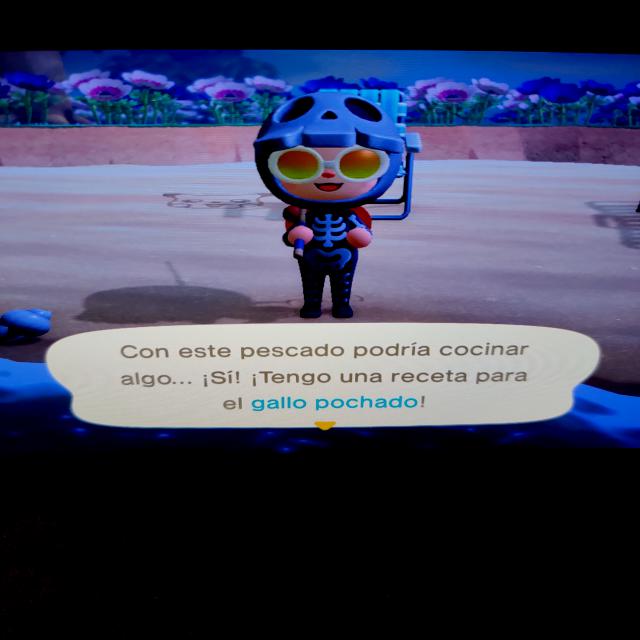 Con este pescado podría cocinar
algo... ¡Sí! ¡Tengo una receta para
el gallo pochado!